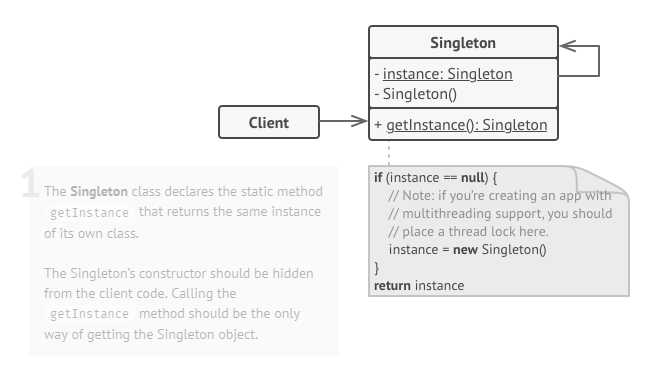 Singleton
- instance: Singleton
- Singleton()
+ getInstance(): Singleton
Client
1
The Singleton class declares the static method
getInstance that returns the same instance
of its own class.
The Singleton's constructor should be hidden
from the client code. Calling the
getInstance method should be the only
way of getting the Singleton object.
if (instance == null) {
// Note: if you're creating an app with
// multithreading support, you should
// place a thread lock here.
instance = new Singleton()
}
return instance